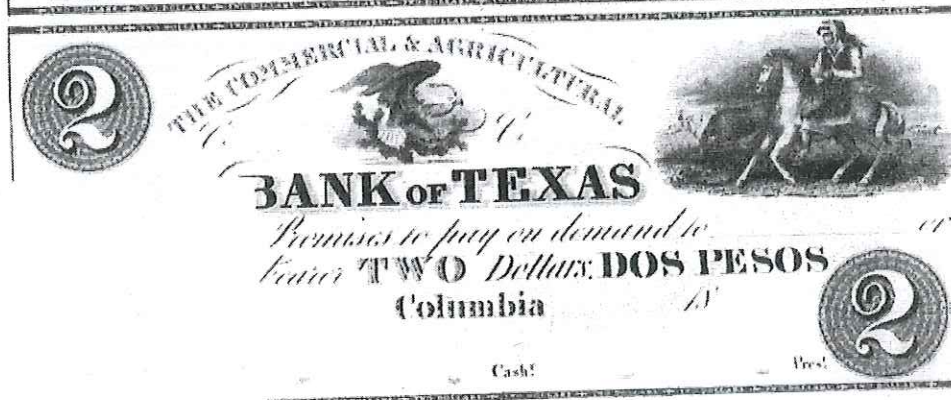 2
THE COMMERCIAL & AGRICULTURAL
BANK OF TEXAS
Promises to pay on demand to or
bearer TWO Dollars: DOS PESOS
Columbia 18
2
Cash! Pres!